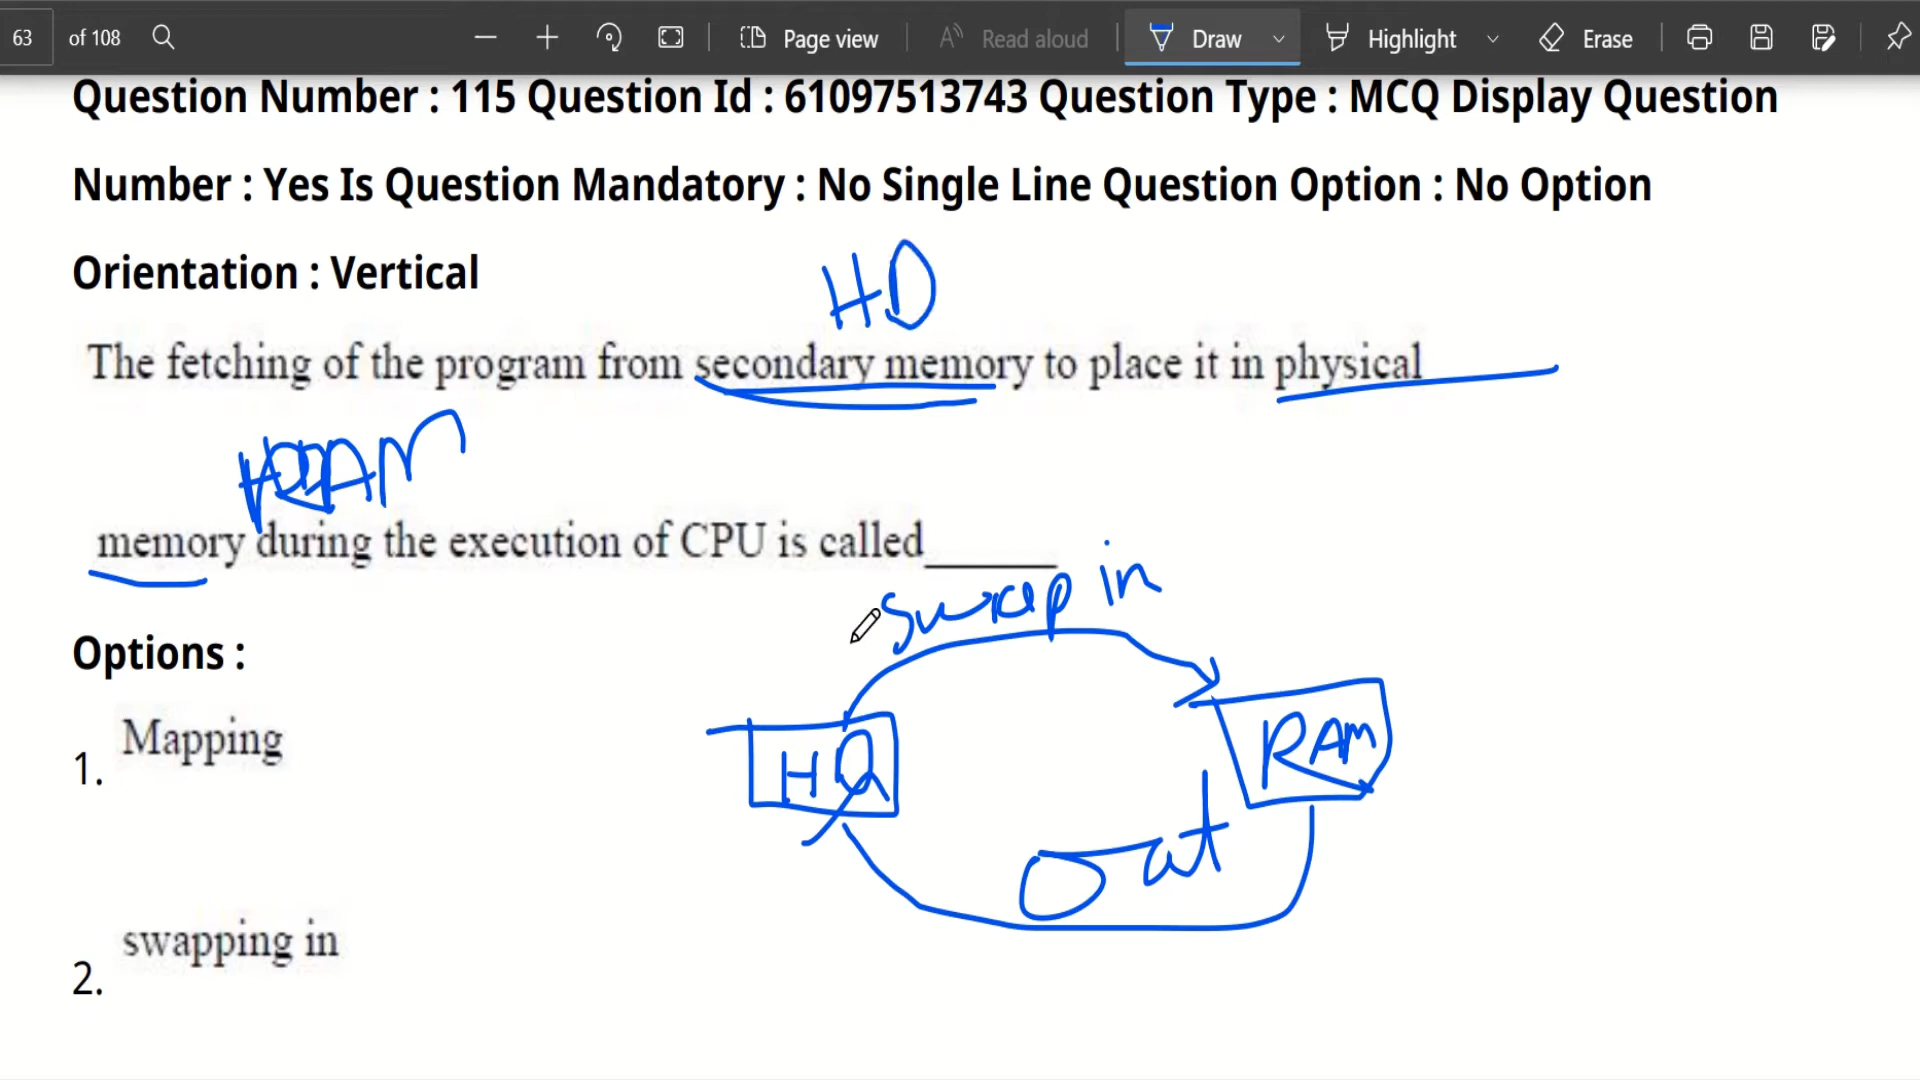 63 of 108 Page view Read aloud Draw Highlight Erase
Question Number : 115 Question Id : 61097513743 Question Type : MCQ Display Question
Number : Yes Is Question Mandatory : No Single Line Question Option : No Option
Orientation : Vertical
HD
The fetching of the program from secondary memory to place it in physical
memory during the execution of CPU is called______
swap in
Options :
RAM
1. Mapping
2. swapping in